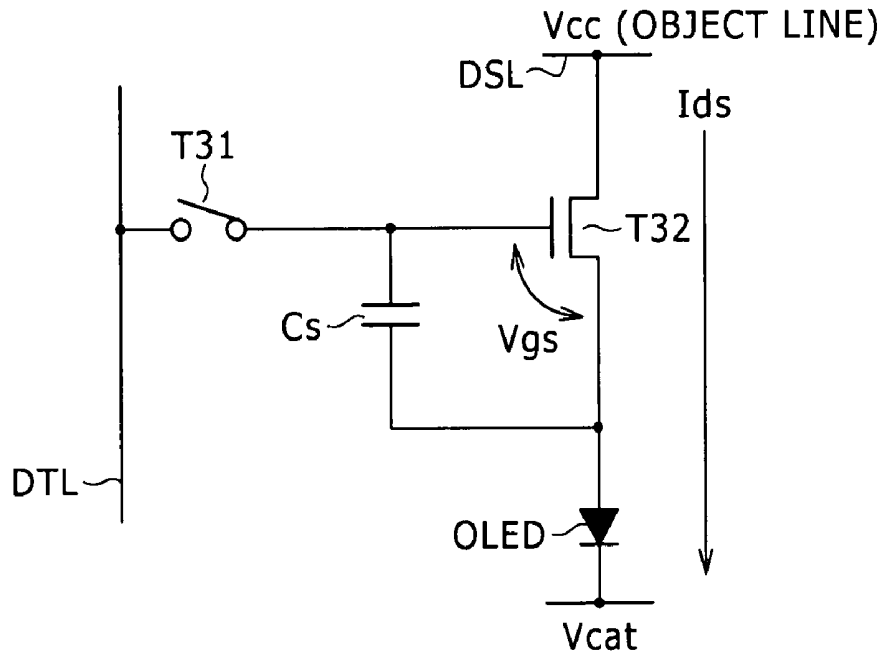 Vcc (OBJECT LINE)
DSL
Ids
T31
T32
Cs
Vgs
DTL
OLED
Vcat